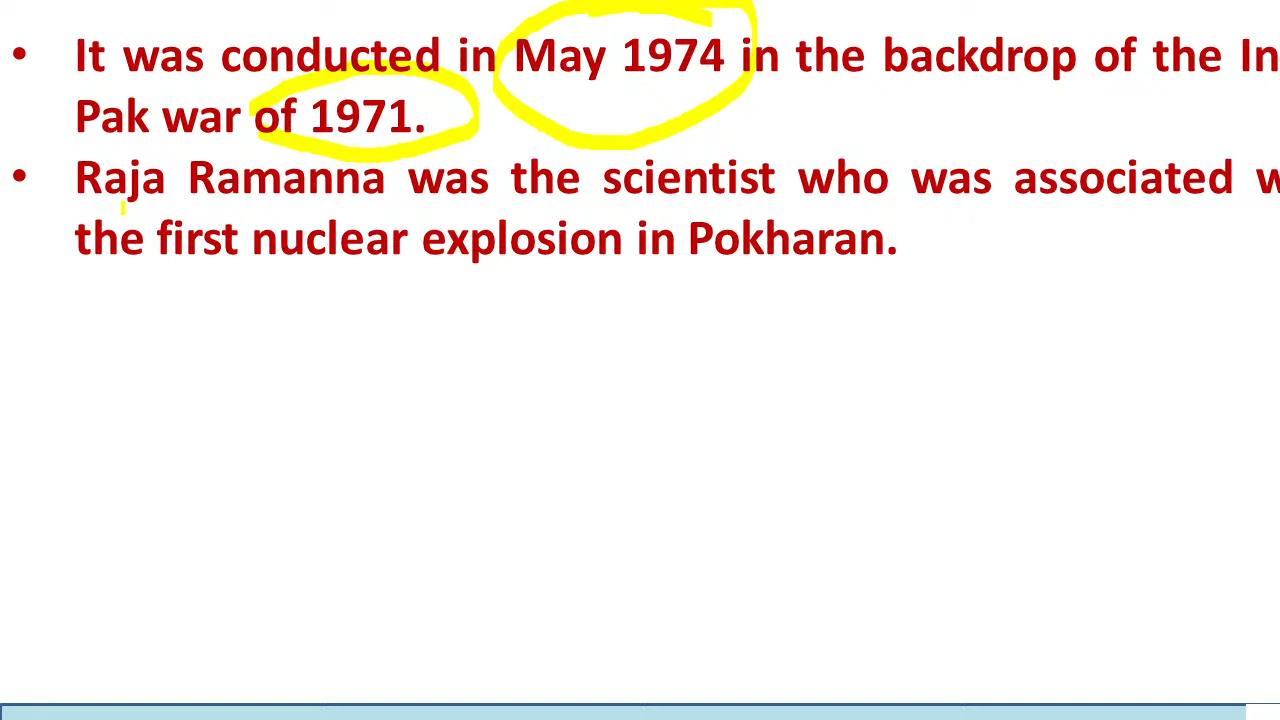 • It was conducted in May 1974 in the backdrop of the
Pak war of 1971.
• Raja Ramanna was the scientist who was associated
the first nuclear explosion in Pokharan.